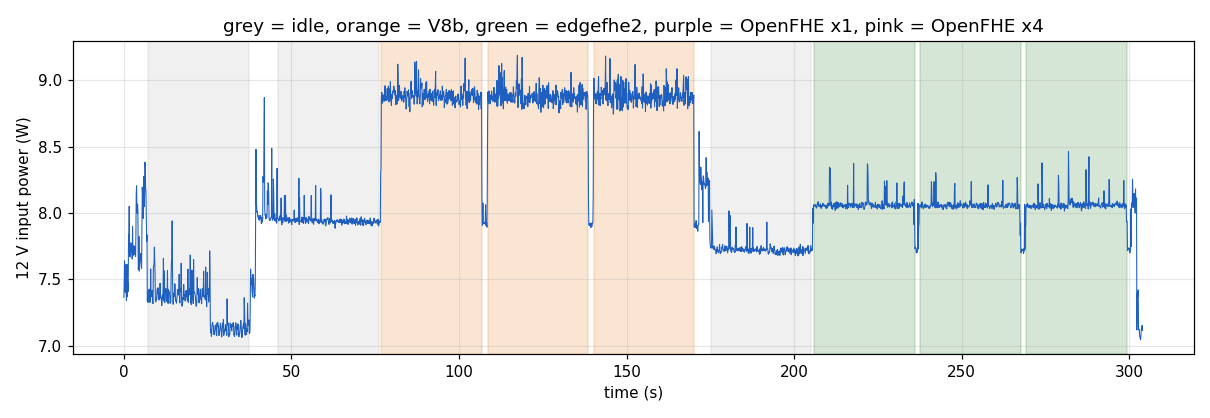 grey = idle, orange = V8b, green = edgefhe2, purple = OpenFHE x1, pink = OpenFHE x4
12 V input power (W)
9.0
8.5
8.0
7.5
7.0
0 50 100 150 200 250 300
time (s)